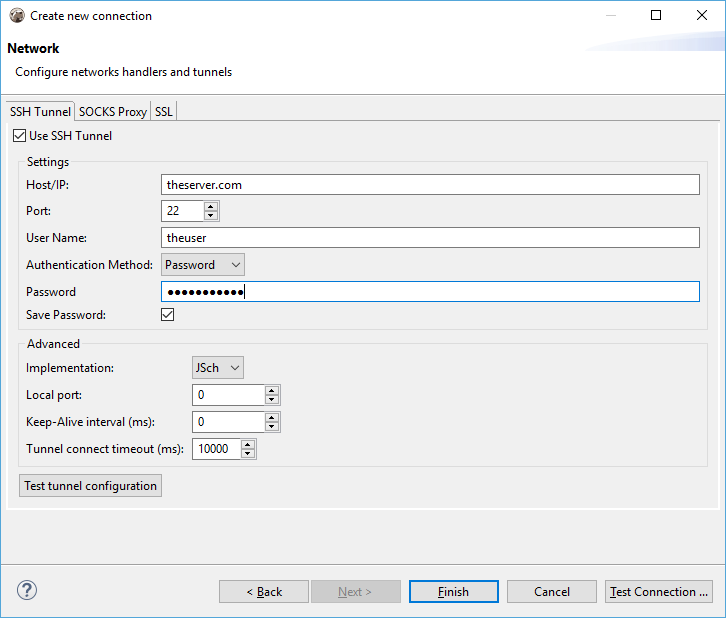 Create new connection
Network
Configure networks handlers and tunnels
SSH Tunnel SOCKS Proxy SSL
Use SSH Tunnel
Settings
Host/IP: theserver.com
Port: 22
User Name: theuser
Authentication Method: Password
Password ●●●●●●●●●●●
Save Password:
Advanced
Implementation: JSch
Local port: 0
Keep-Alive interval (ms): 0
Tunnel connect timeout (ms): 10000
Test tunnel configuration
? < Back Next > Finish Cancel Test Connection ...